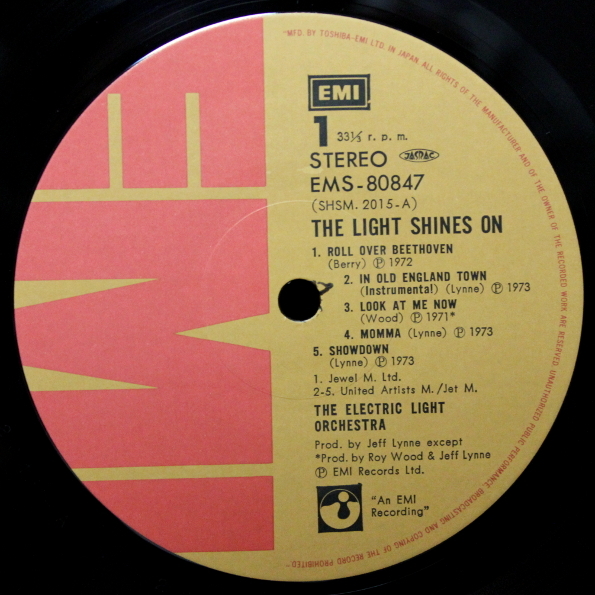 "MFD. BY TOSHIBA-EMI LTD. IN JAPAN. ALL RIGHTS OF THE MANUFACTURER AND OF THE OWNER OF THE RECORDED WORK ARE RESERVED. UNAUTHORIZED PUBLIC PERFORMANCE, BROADCASTING AND COPYING OF THE RECORD PROHIBITED"
EMI
EMI
1 33⅓ r. p. m.
STEREO JASRAC
EMS-80847
(SHSM. 2015-A)
THE LIGHT SHINES ON
1. ROLL OVER BEETHOVEN
(Berry) Ⓟ 1972
2. IN OLD ENGLAND TOWN
(Instrumental) (Lynne) Ⓟ 1973
3. LOOK AT ME NOW
(Wood) Ⓟ 1971*
4. MOMMA (Lynne) Ⓟ 1973
5. SHOWDOWN
(Lynne) Ⓟ 1973
1. Jewel M. Ltd.
2-5. United Artists M./Jet M.
THE ELECTRIC LIGHT
ORCHESTRA
Prod. by Jeff Lynne except
*Prod. by Roy Wood & Jeff Lynne
Ⓟ EMI Records Ltd.
"An EMI
Recording"